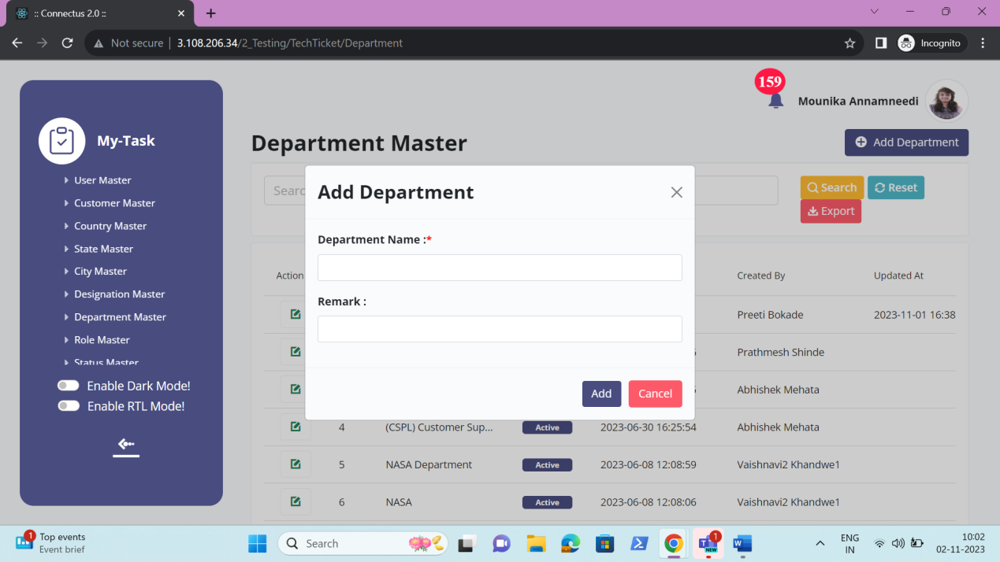 :: Connectus 2.0 ::
Not secure | 3.108.206.34/2_Testing/TechTicket/Department
Incognito
159
Mounika Annamneedi
My-Task
User Master
Customer Master
Country Master
State Master
City Master
Designation Master
Department Master
Role Master
Status Master
Enable Dark Mode!
Enable RTL Mode!
Department Master
Add Department
Searc
Search
Reset
Export
Add Department
Department Name :*
Remark :
Add
Cancel
Action
Created By
Updated At
Preeti Bokade
2023-11-01 16:38
Prathmesh Shinde
Abhishek Mehata
4 (CSPL) Customer Sup... Active 2023-06-30 16:25:54 Abhishek Mehata
5 NASA Department Active 2023-06-08 12:08:59 Vaishnavi2 Khandwe1
6 NASA Active 2023-06-08 12:08:06 Vaishnavi2 Khandwe1
1
Top events
Event brief
Search
1
NEW
ENG
IN
10:02
02-11-2023